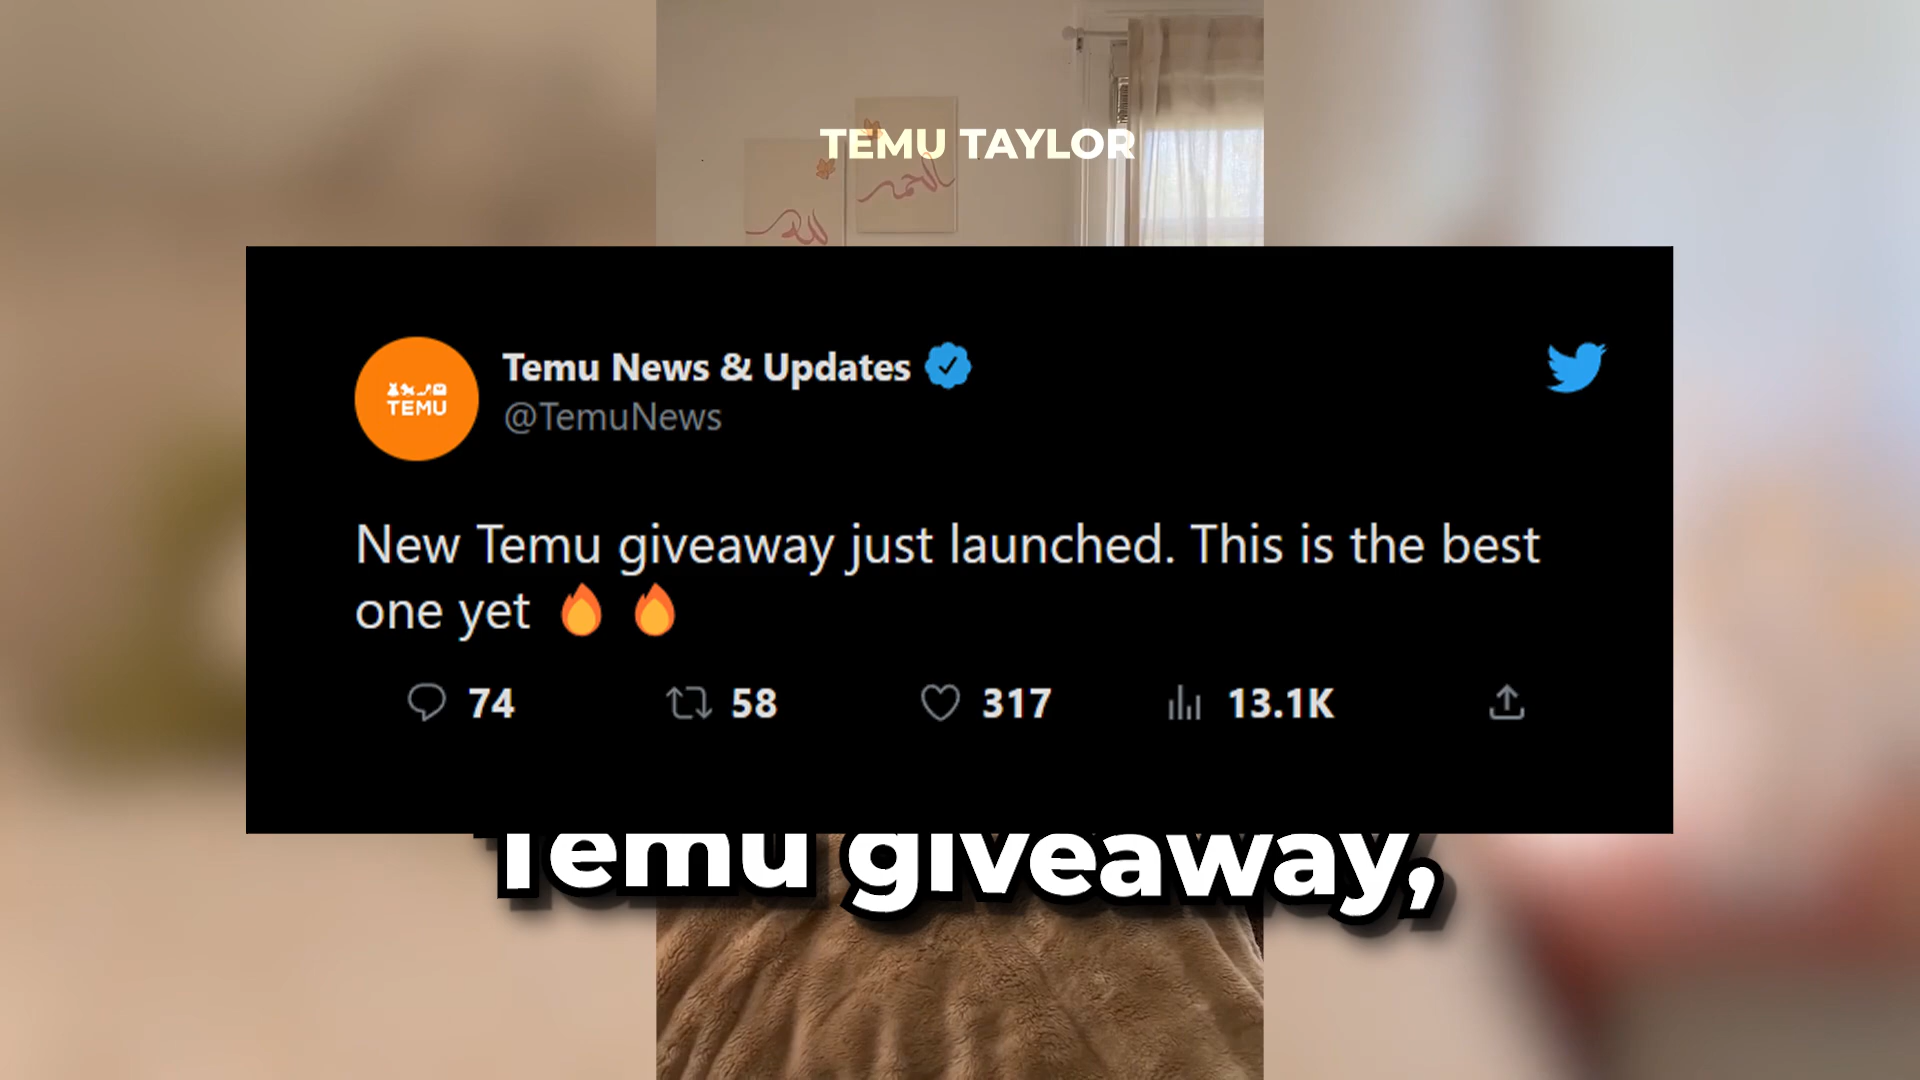 TEMU TAYLOR
TEMU
Temu News & Updates
@TemuNews
New Temu giveaway just launched. This is the best
one yet 🔥 🔥
74 58 317 13.1K
Temu giveaway,